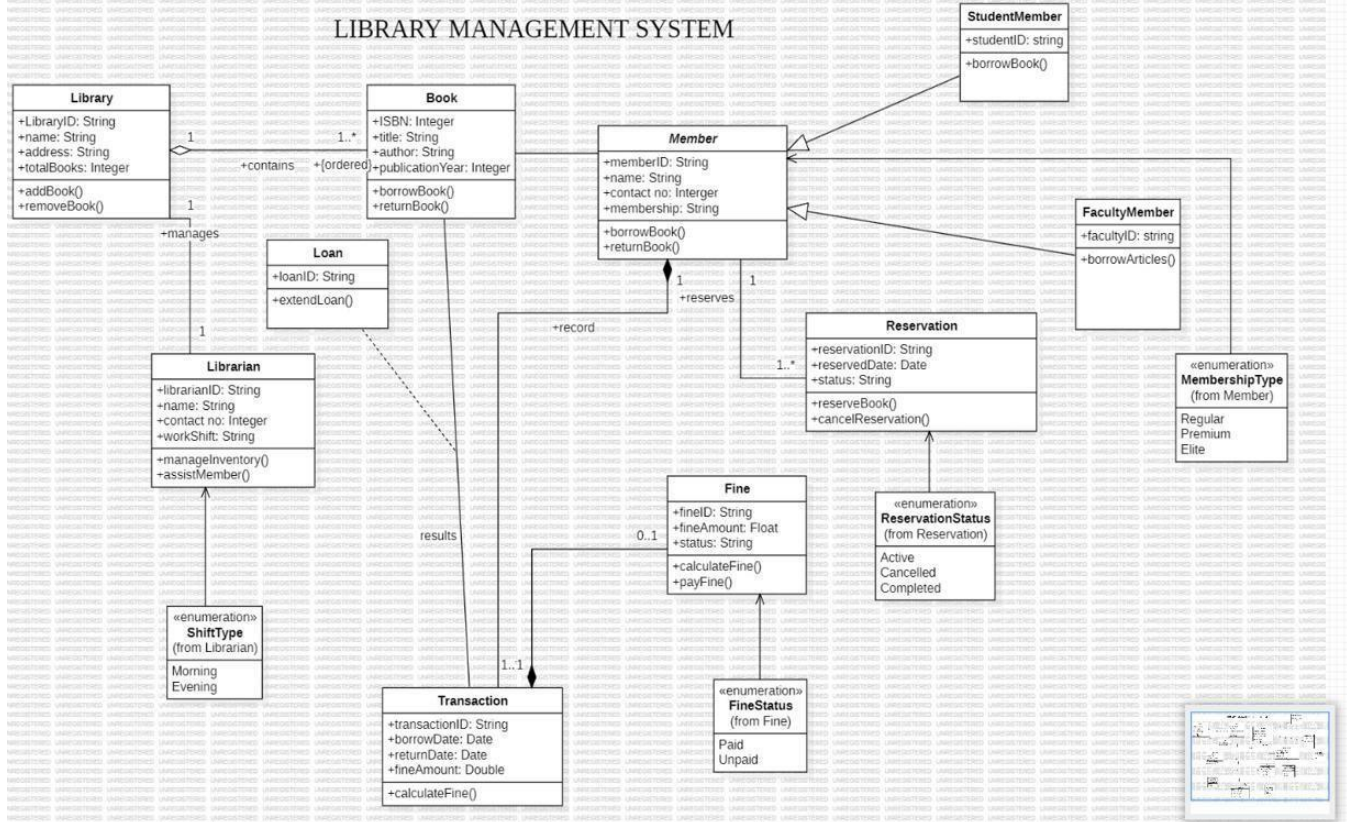 LIBRARY MANAGEMENT SYSTEM
StudentMember
+studentID: string
+borrowBook()
Library
+LibraryID: String
+name: String
+address: String
+totalBooks: Integer
+addBook()
+removeBook()
1
+contains
1..*
+{ordered}
Book
+ISBN: Integer
+title: String
+author: String
+publicationYear: Integer
+borrowBook()
+returnBook()
Member
+memberID: String
+name: String
+contact no: Interger
+membership: String
+borrowBook()
+returnBook()
FacultyMember
+facultyID: string
+borrowArticles()
1
+manages
1
Loan
+loanID: String
+extendLoan()
1
+reserves
1
+record
1..*
Reservation
+reservationID: String
+reservedDate: Date
+status: String
+reserveBook()
+cancelReservation()
«enumeration»
MembershipType
(from Member)
Regular
Premium
Elite
Librarian
+librarianID: String
+name: String
+contact no: Integer
+workShift: String
+manageInventory()
+assistMember()
results
Fine
+fineID: String
+fineAmount: Float
+status: String
+calculateFine()
+payFine()
0..1
«enumeration»
ReservationStatus
(from Reservation)
Active
Cancelled
Completed
«enumeration»
ShiftType
(from Librarian)
Morning
Evening
Transaction
+transactionID: String
+borrowDate: Date
+returnDate: Date
+fineAmount: Double
+calculateFine()
«enumeration»
FineStatus
(from Fine)
Paid
Unpaid